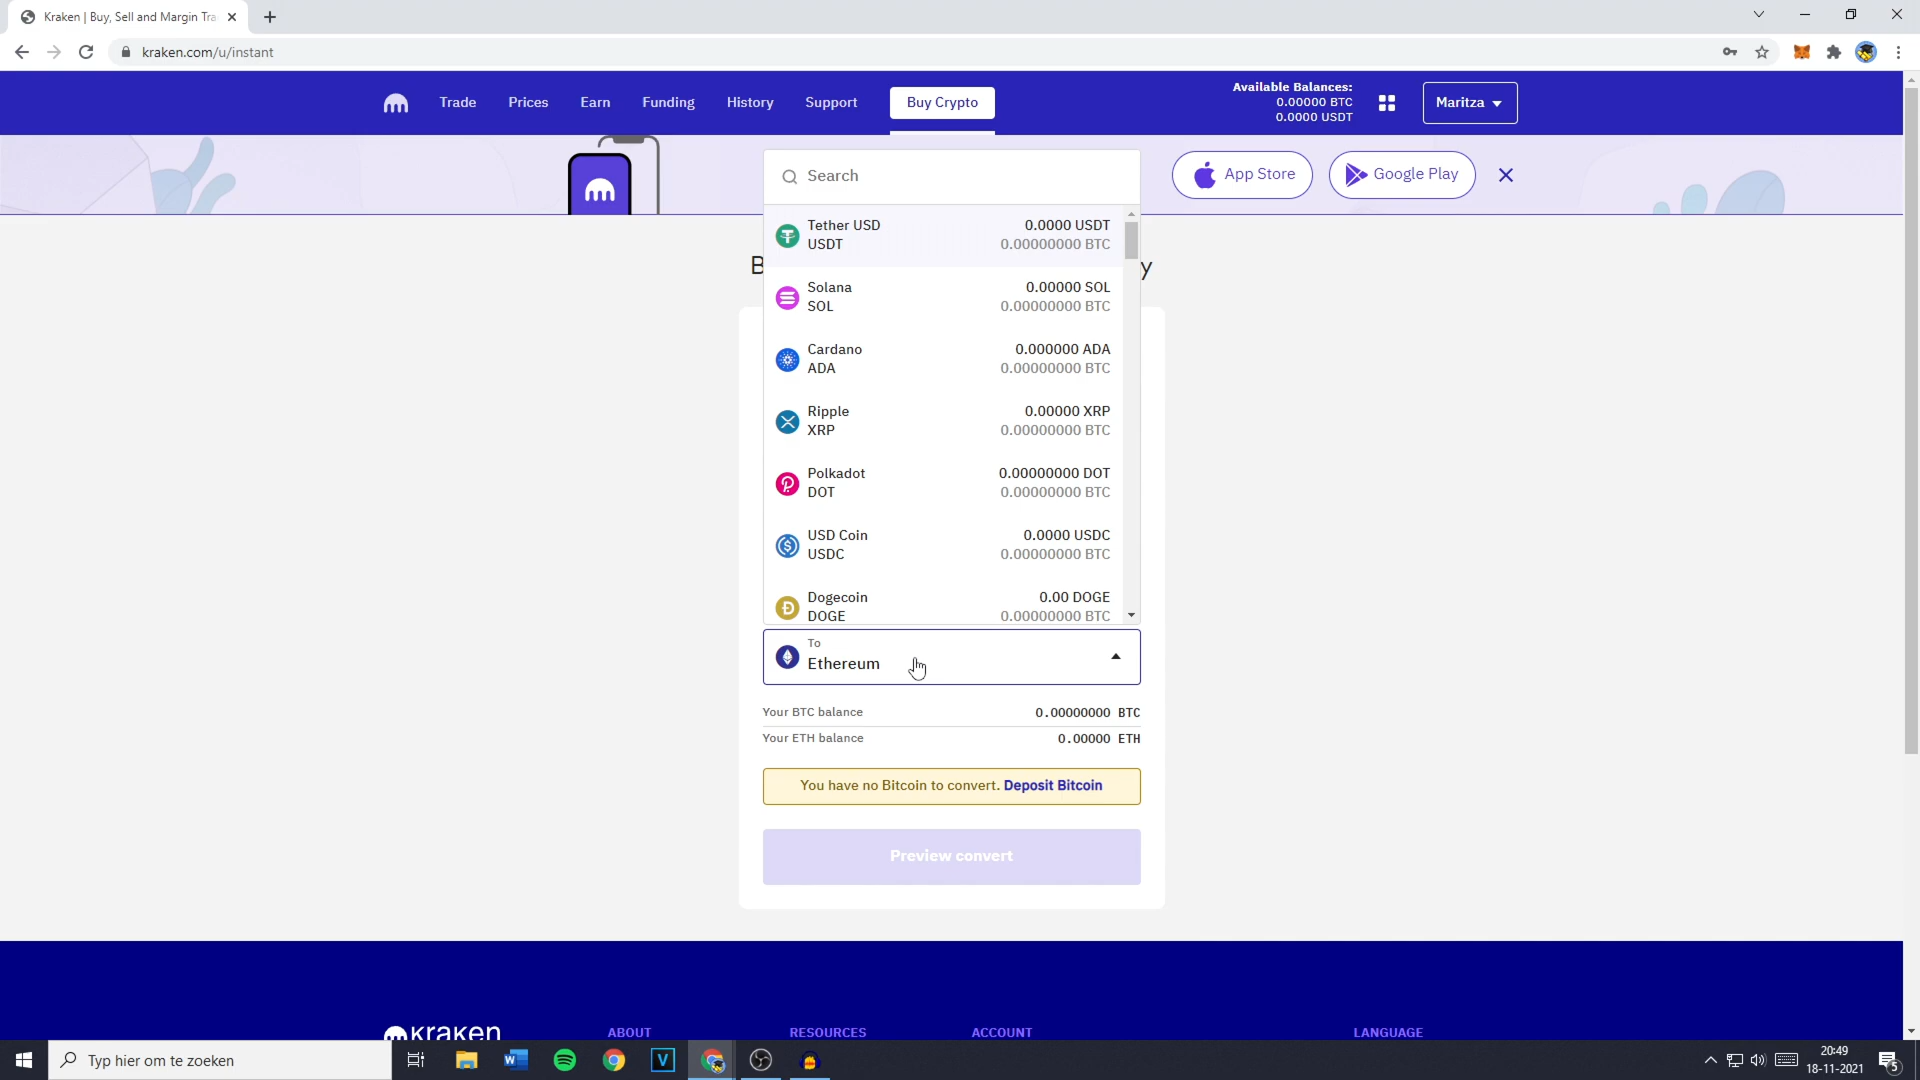 Kraken | Buy, Sell and Margin Tra
kraken.com/u/instant
Trade
Prices
Earn
Funding
History
Support
Buy Crypto
Available Balances:
0.00000 BTC
0.0000 USDT
Maritza
App Store
Google Play
Search
B
y
Tether USD 0.0000 USDT
USDT 0.00000000 BTC
Solana 0.00000 SOL
SOL 0.00000000 BTC
Cardano 0.000000 ADA
ADA 0.00000000 BTC
Ripple 0.00000 XRP
XRP 0.00000000 BTC
Polkadot 0.00000000 DOT
DOT 0.00000000 BTC
USD Coin 0.0000 USDC
USDC 0.00000000 BTC
Dogecoin 0.00 DOGE
DOGE 0.00000000 BTC
To
Ethereum
Your BTC balance 0.00000000 BTC
Your ETH balance 0.00000 ETH
You have no Bitcoin to convert. Deposit Bitcoin
Preview convert
kraken
ABOUT
RESOURCES
ACCOUNT
LANGUAGE
Typ hier om te zoeken
20:49
18-11-2021
5